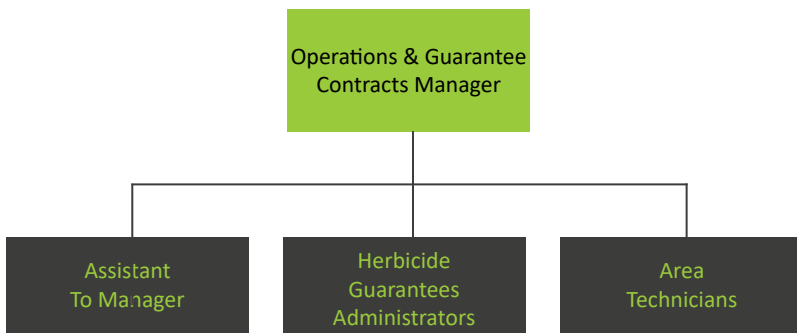 Operations & Guarantee
Contracts Manager
Assistant
To Manager
Herbicide
Guarantees
Administrators
Area
Technicians